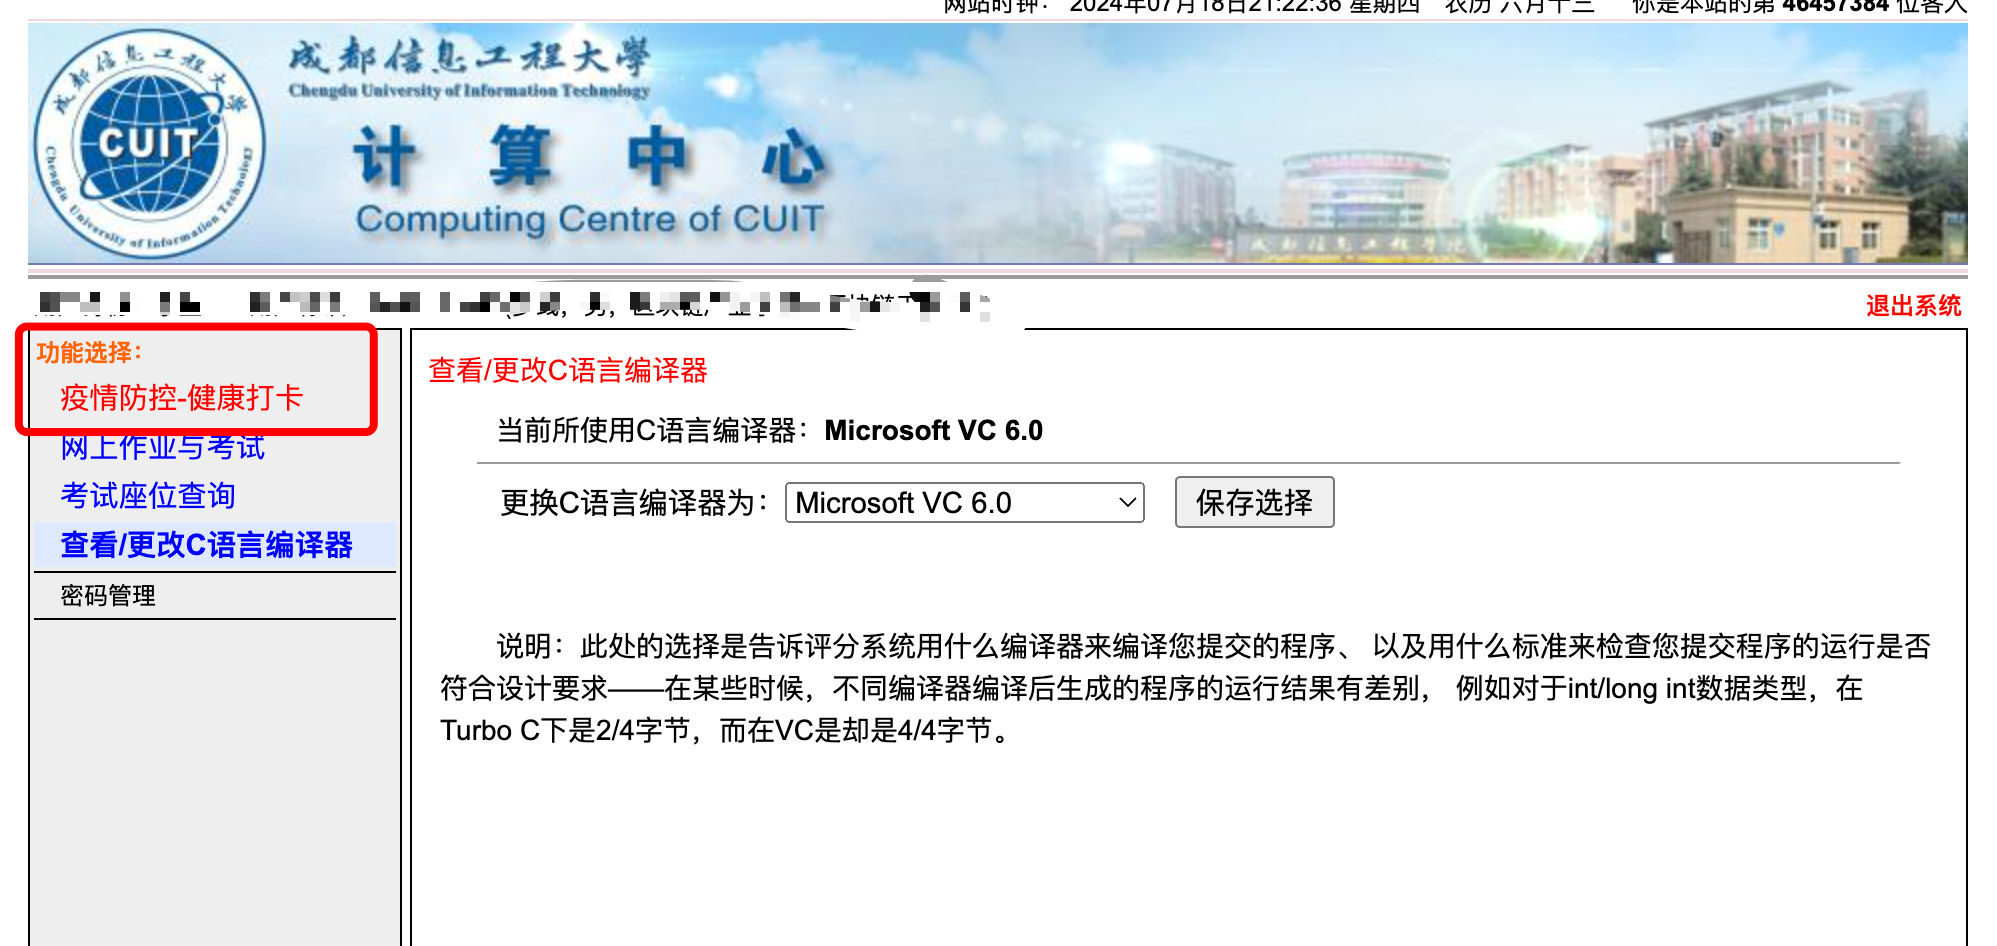 网站时钟： 2024年07月18日21:22:36 星期四 农历 六月十三 你是本站的第 46457384 位客人
成都信息工程大学
Chengdu University of Information Technology
CUIT
成都信息工程大学
Chengdu University of Information Technology
计算中心
Computing Centre of CUIT
成都信息工程学院
退出系统
功能选择：
疫情防控-健康打卡
网上作业与考试
考试座位查询
查看/更改C语言编译器
密码管理
查看/更改C语言编译器
当前所使用C语言编译器：Microsoft VC 6.0
更换C语言编译器为： Microsoft VC 6.0 保存选择
说明：此处的选择是告诉评分系统用什么编译器来编译您提交的程序、 以及用什么标准来检查您提交程序的运行是否
符合设计要求——在某些时候，不同编译器编译后生成的程序的运行结果有差别， 例如对于int/long int数据类型，在
Turbo C下是2/4字节，而在VC是却是4/4字节。